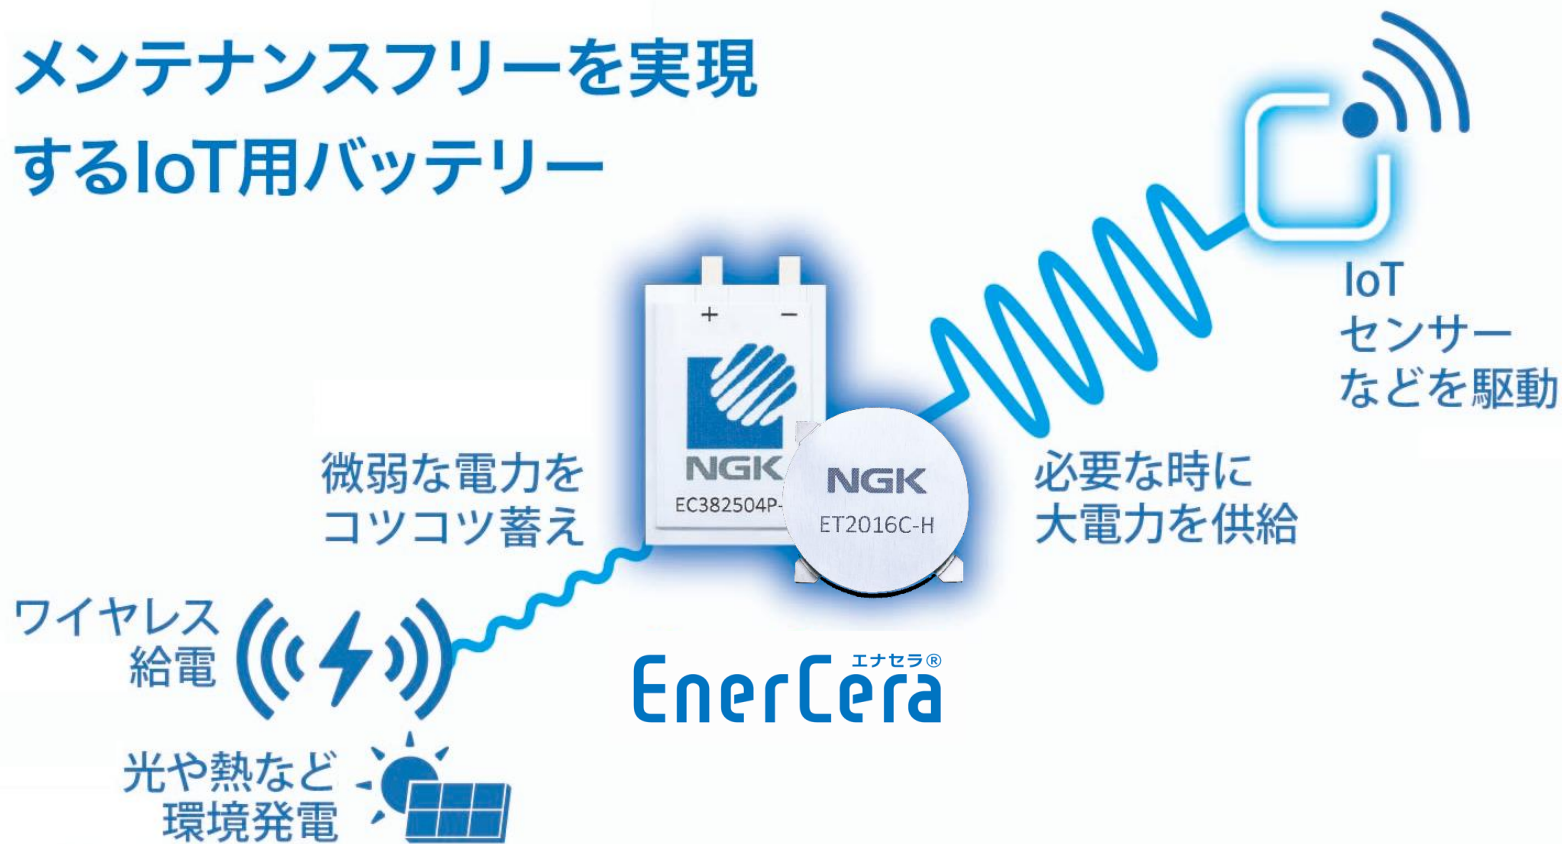 メンテナンスフリーを実現
するIoT用バッテリー
IoT
センサー
などを駆動
+ −
NGK
EC382504P-
NGK
ET2016C-H
微弱な電力を
コツコツ蓄え
必要な時に
大電力を供給
ワイヤレス
給電
エナセラ®
EnerCera
光や熱など
環境発電